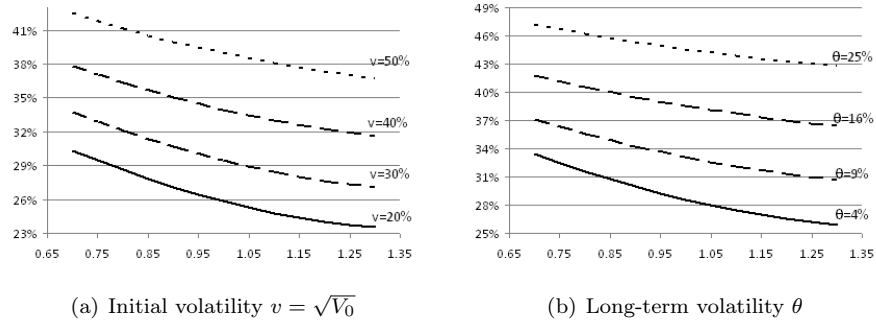 41%
38%
35%
32%
29%
26%
23%
v=50%
v=40%
v=30%
v=20%
0.65 0.75 0.85 0.95 1.05 1.15 1.25 1.35
(a) Initial volatility v = √V₀
49%
46%
43%
40%
37%
34%
31%
28%
25%
θ=25%
θ=16%
θ=9%
θ=4%
0.65 0.75 0.85 0.95 1.05 1.15 1.25 1.35
(b) Long-term volatility θ